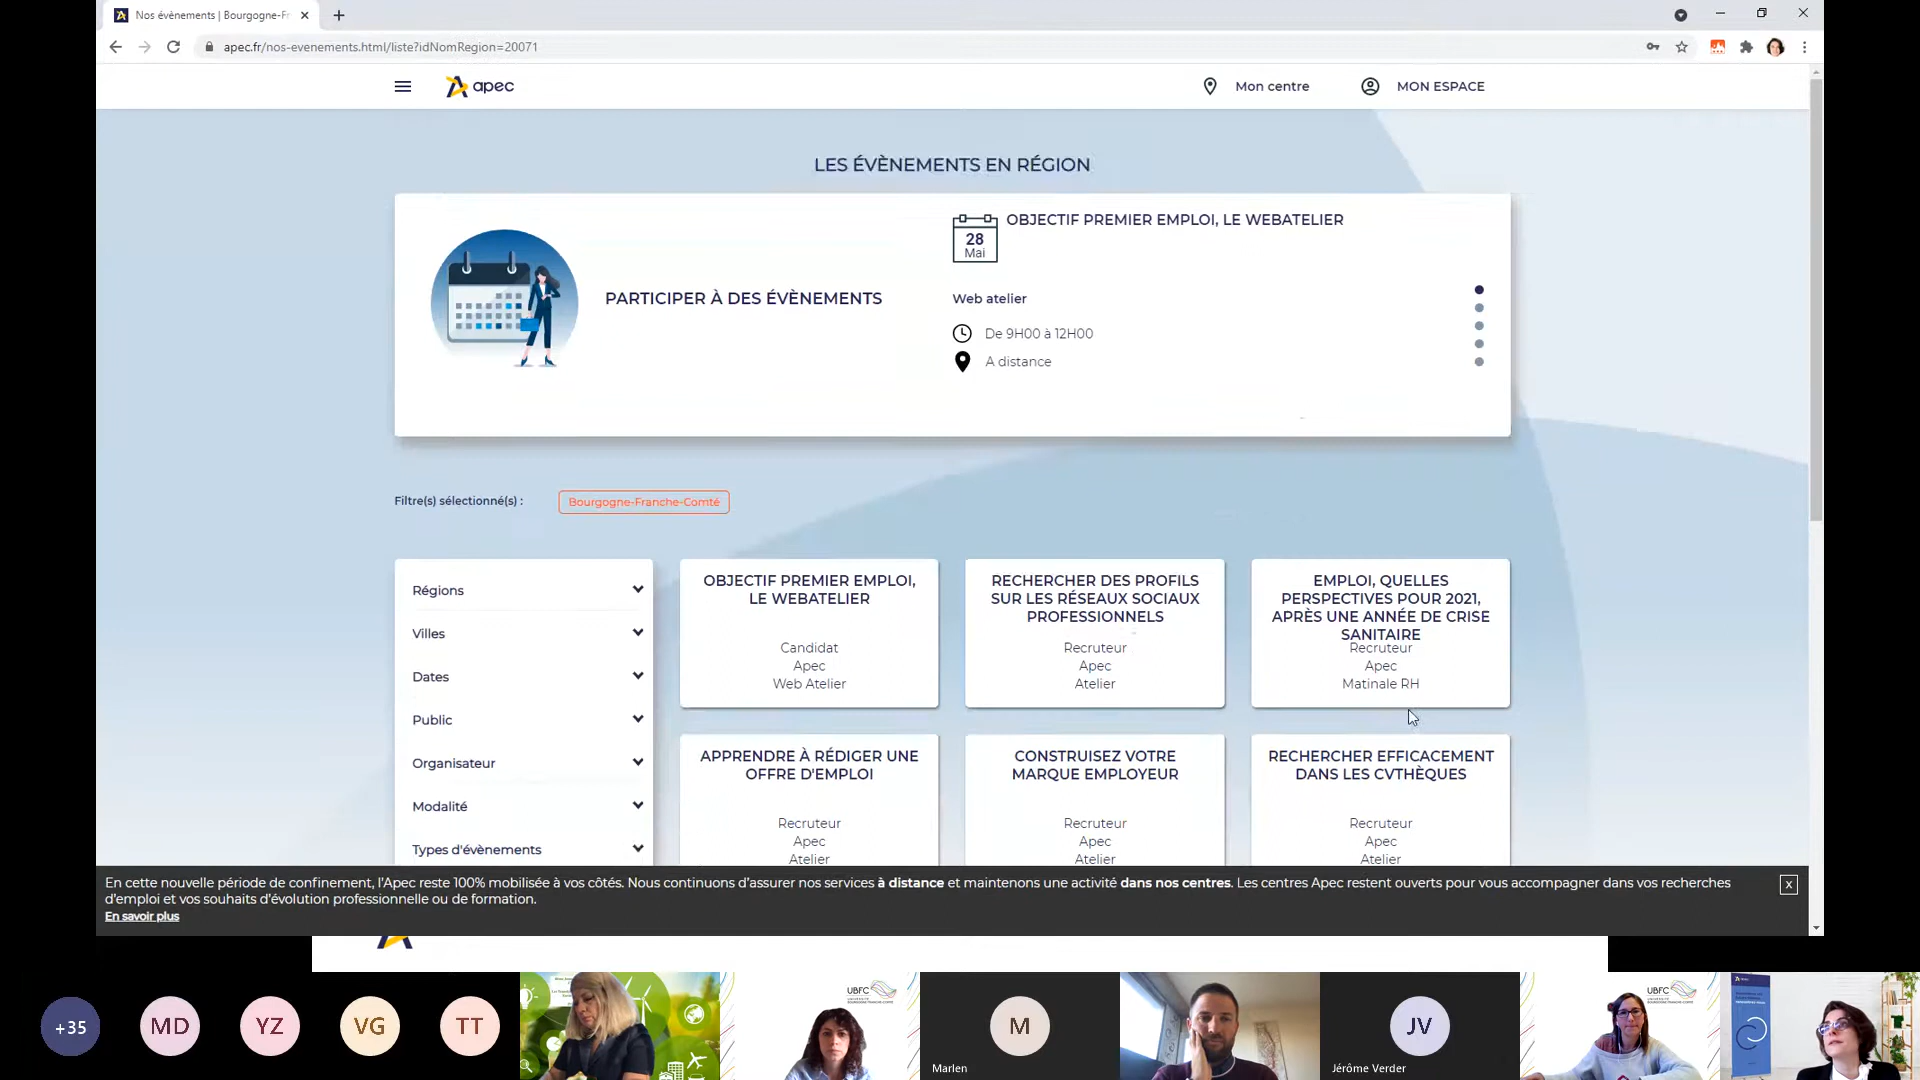 Nos évènements | Bourgogne-Fr
apec.fr/nos-evenements.html/liste?idNomRegion=20071
apec
Mon centre
MON ESPACE
LES ÉVÈNEMENTS EN RÉGION
PARTICIPER À DES ÉVÈNEMENTS
28
Mai
OBJECTIF PREMIER EMPLOI, LE WEBATELIER
Web atelier
De 9H00 à 12H00
A distance
Filtre(s) sélectionné(s) :
Bourgogne-Franche-Comté
Régions
Villes
Dates
Public
Organisateur
Modalité
Types d'évènements
OBJECTIF PREMIER EMPLOI,
LE WEBATELIER
Candidat
Apec
Web Atelier
RECHERCHER DES PROFILS
SUR LES RÉSEAUX SOCIAUX
PROFESSIONNELS
Recruteur
Apec
Atelier
EMPLOI, QUELLES
PERSPECTIVES POUR 2021,
APRÈS UNE ANNÉE DE CRISE
SANITAIRE
Recruteur
Apec
Matinale RH
APPRENDRE À RÉDIGER UNE
OFFRE D'EMPLOI
Recruteur
Apec
Atelier
CONSTRUISEZ VOTRE
MARQUE EMPLOYEUR
Recruteur
Apec
Atelier
RECHERCHER EFFICACEMENT
DANS LES CVTHÈQUES
Recruteur
Apec
Atelier
En cette nouvelle période de confinement, l'Apec reste 100% mobilisée à vos côtés. Nous continuons d'assurer nos services à distance et maintenons une activité dans nos centres. Les centres Apec restent ouverts pour vous accompagner dans vos recherches
d'emploi et vos souhaits d'évolution professionnelle ou de formation.
En savoir plus
x
+35
MD
YZ
VG
TT
UBFC
M
Marlen
JV
Jérôme Verder
UBFC